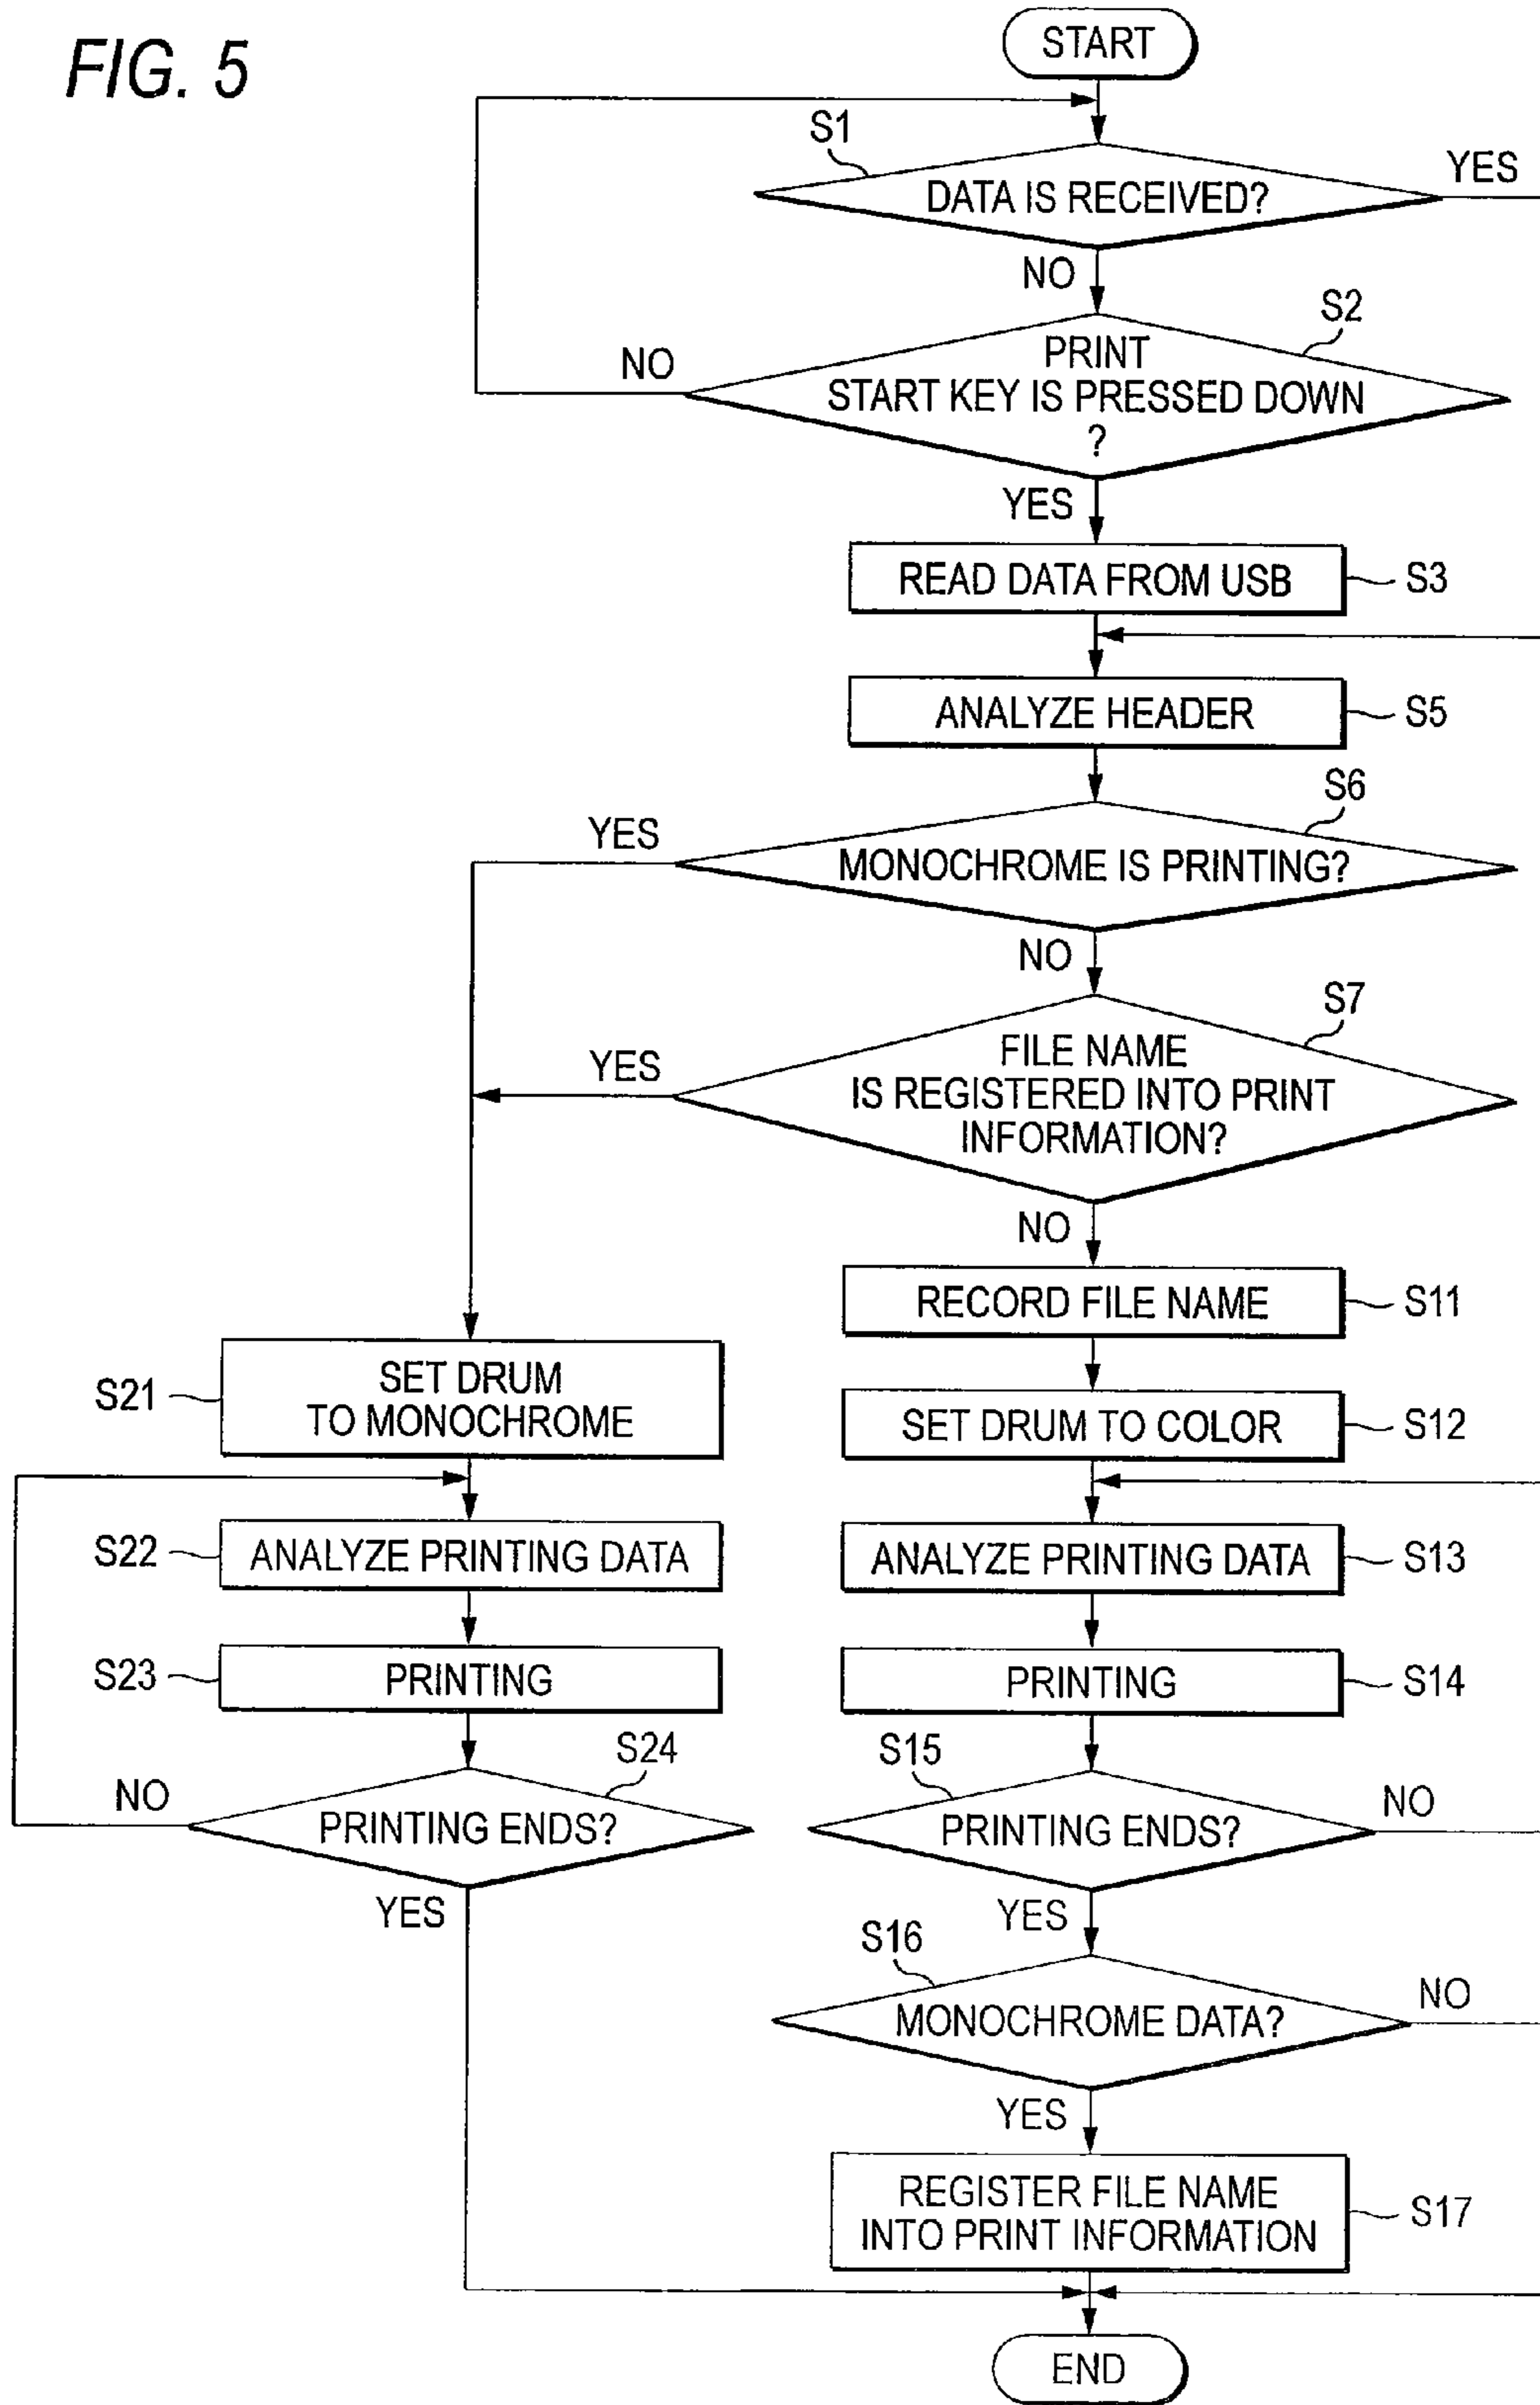 FIG. 5
START
S1
YES
DATA IS RECEIVED?
NO
S2
NO
PRINT
START KEY IS PRESSED DOWN
?
YES
READ DATA FROM USB
S3
ANALYZE HEADER
S5
S6
YES
MONOCHROME IS PRINTING?
NO
S7
YES
FILE NAME
IS REGISTERED INTO PRINT
INFORMATION?
NO
RECORD FILE NAME
S11
S21
SET DRUM
TO MONOCHROME
SET DRUM TO COLOR
S12
S22
ANALYZE PRINTING DATA
ANALYZE PRINTING DATA
S13
S23
PRINTING
PRINTING
S14
S24
S15
NO
PRINTING ENDS?
PRINTING ENDS?
NO
YES
YES
S16
MONOCHROME DATA?
NO
YES
REGISTER FILE NAME
INTO PRINT INFORMATION
S17
END